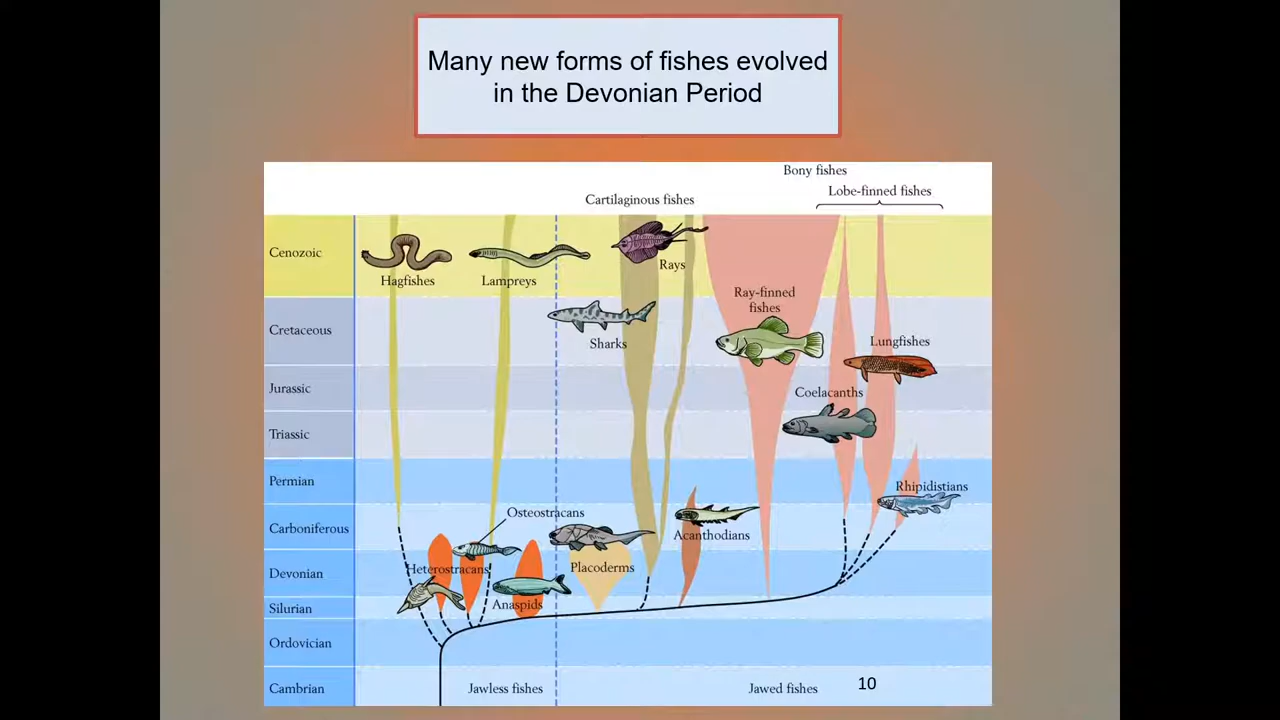 Many new forms of fishes evolved
in the Devonian Period
Bony fishes
Lobe-finned fishes
Cartilaginous fishes
Cenozoic
Hagfishes
Lampreys
Rays
Ray-finned
fishes
Cretaceous
Sharks
Lungfishes
Jurassic
Coelacanths
Triassic
Permian
Rhipidistians
Osteostracans
Carboniferous
Acanthodians
Heterostracans
Placoderms
Devonian
Anaspids
Silurian
Ordovician
Cambrian
Jawless fishes
Jawed fishes
10